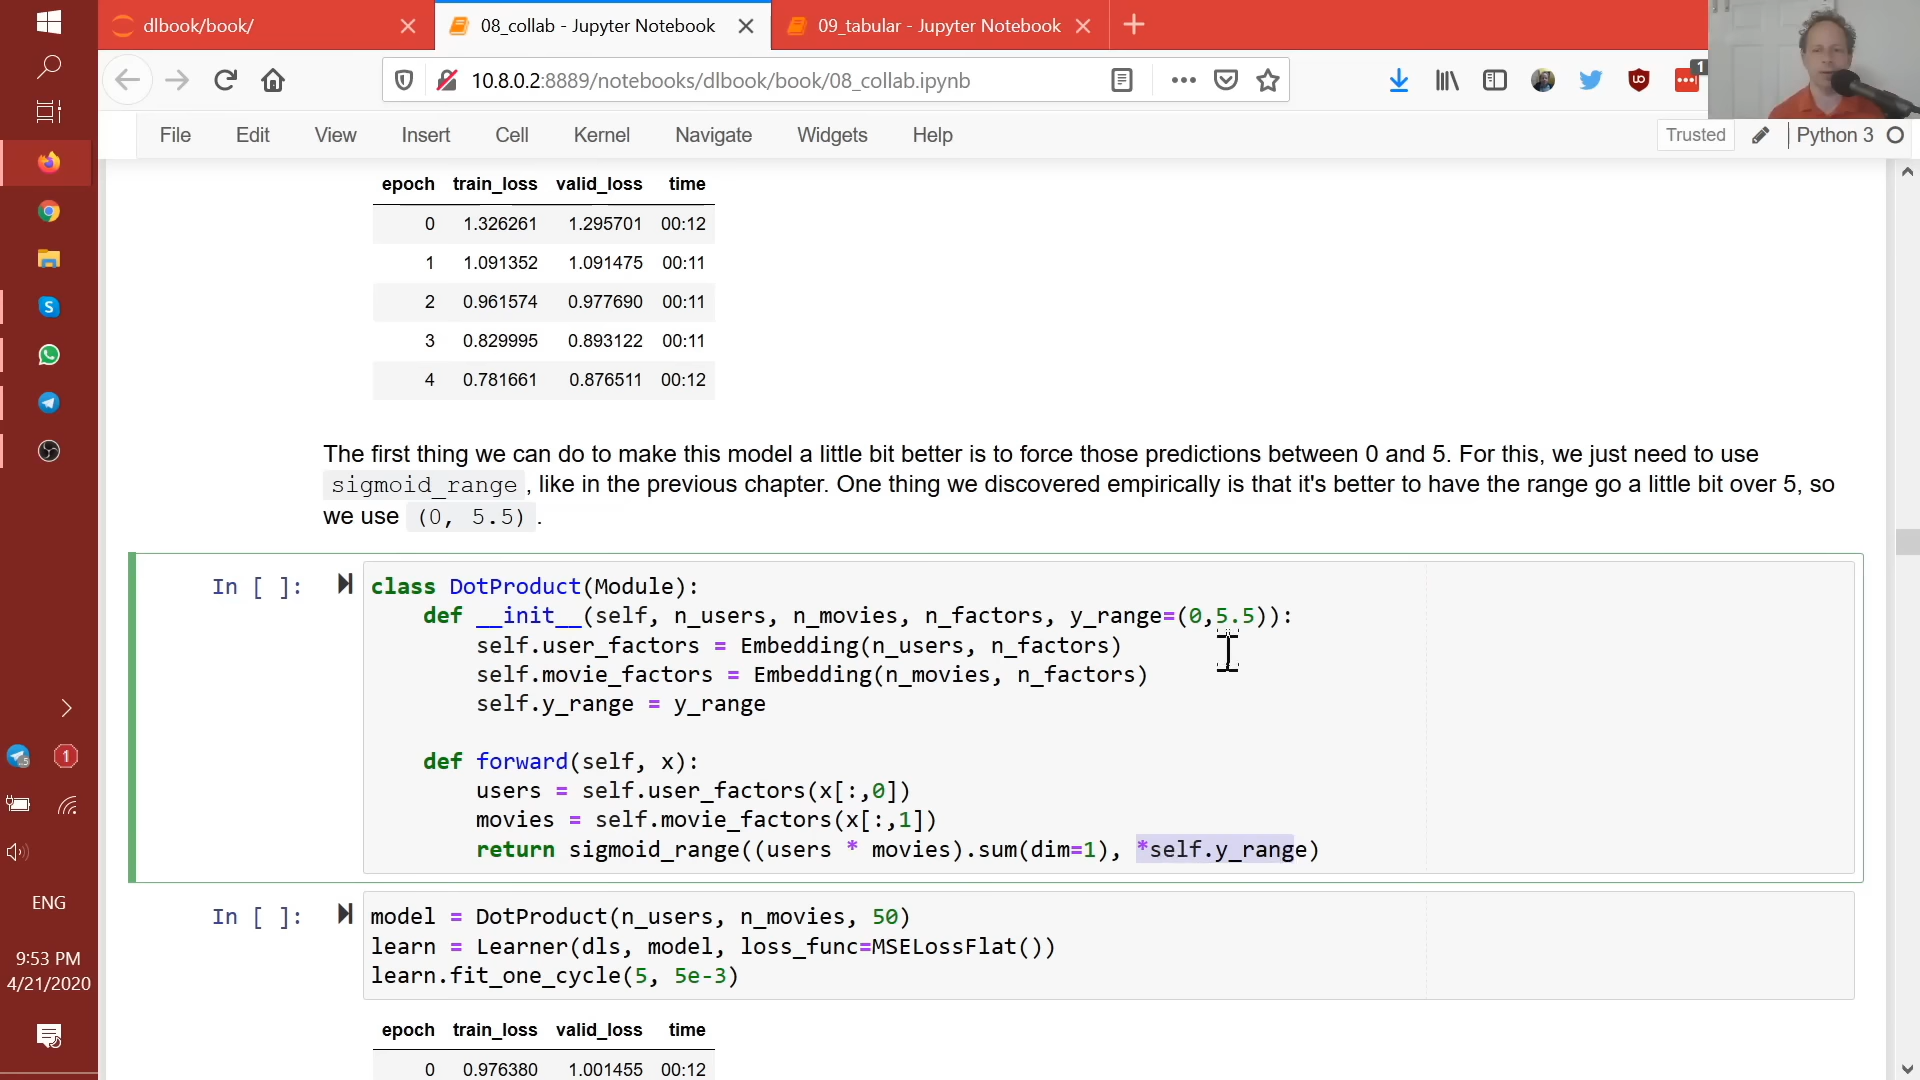 dlbook/book/
08_collab - Jupyter Notebook
09_tabular - Jupyter Notebook
10.8.0.2:8889/notebooks/dlbook/book/08_collab.ipynb
1
File Edit View Insert Cell Kernel Navigate Widgets Help
Trusted
Python 3
epoch train_loss valid_loss time
0 1.326261 1.295701 00:12
1 1.091352 1.091475 00:11
2 0.961574 0.977690 00:11
3 0.829995 0.893122 00:11
4 0.781661 0.876511 00:12
The first thing we can do to make this model a little bit better is to force those predictions between 0 and 5. For this, we just need to use
sigmoid_range , like in the previous chapter. One thing we discovered empirically is that it's better to have the range go a little bit over 5, so
we use (0, 5.5) .
In [ ]:
class DotProduct(Module):
    def __init__(self, n_users, n_movies, n_factors, y_range=(0,5.5)):
        self.user_factors = Embedding(n_users, n_factors)
        self.movie_factors = Embedding(n_movies, n_factors)
        self.y_range = y_range
    def forward(self, x):
        users = self.user_factors(x[:,0])
        movies = self.movie_factors(x[:,1])
        return sigmoid_range((users * movies).sum(dim=1), *self.y_range)
In [ ]:
model = DotProduct(n_users, n_movies, 50)
learn = Learner(dls, model, loss_func=MSELossFlat())
learn.fit_one_cycle(5, 5e-3)
epoch train_loss valid_loss time
0 0.976380 1.001455 00:12
1
ENG
9:53 PM
4/21/2020